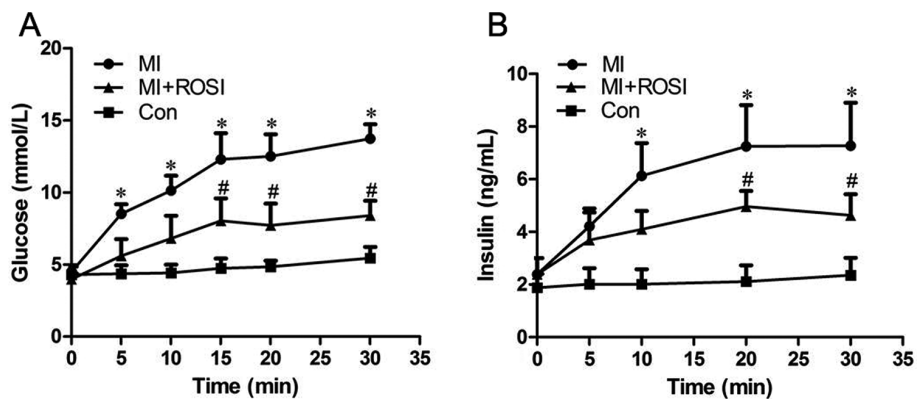 A
20
15
10
5
0
Glucose (mmol/L)
MI
MI+ROSI
Con
* * * * *
# # #
0 5 10 15 20 30 35
Time (min)
B
10
8
6
4
2
0
Insulin (ng/mL)
MI
MI+ROSI
Con
* * *
# #
0 5 10 15 20 30 35
Time (min)